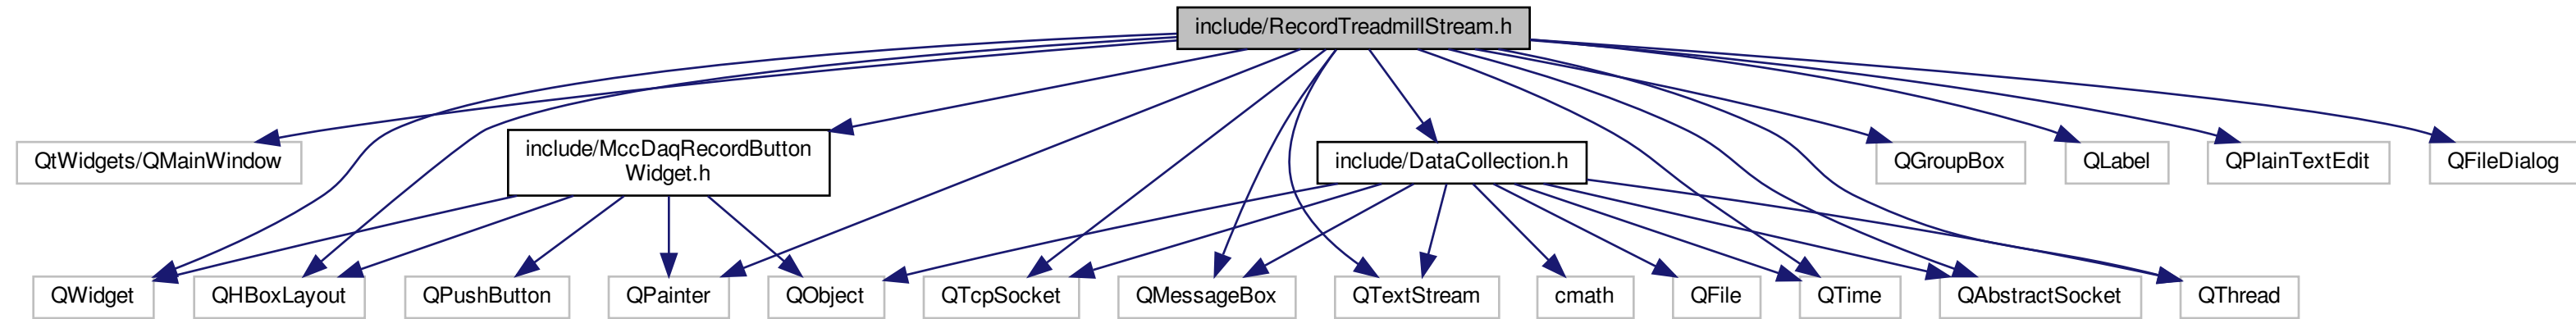 include/RecordTreadmillStream.h
QtWidgets/QMainWindow
include/MccDaqRecordButton
Widget.h
include/DataCollection.h
QGroupBox
QLabel
QPlainTextEdit
QFileDialog
QWidget
QHBoxLayout
QPushButton
QPainter
QObject
QTcpSocket
QMessageBox
QTextStream
cmath
QFile
QTime
QAbstractSocket
QThread